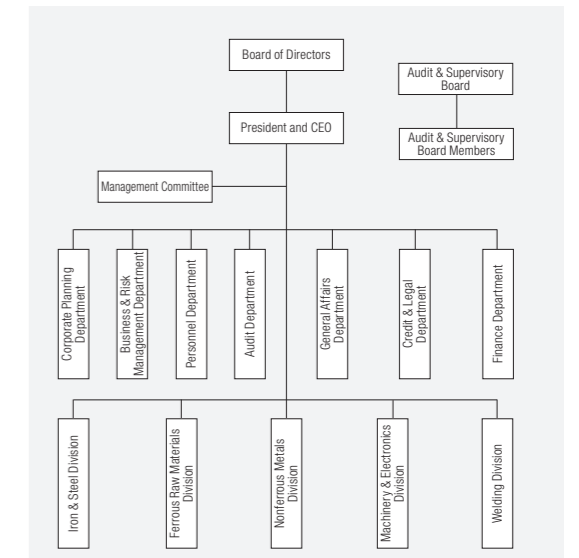 Board of Directors
Audit & Supervisory
Board
President and CEO
Audit & Supervisory
Board Members
Management Committee
Corporate Planning
Department
Business & Risk
Management Department
Personnel Department
Audit Department
General Affairs
Department
Credit & Legal
Department
Finance Department
Iron & Steel Division
Ferrous Raw Materials
Division
Nonferrous Metals
Division
Machinery & Electronics
Division
Welding Division